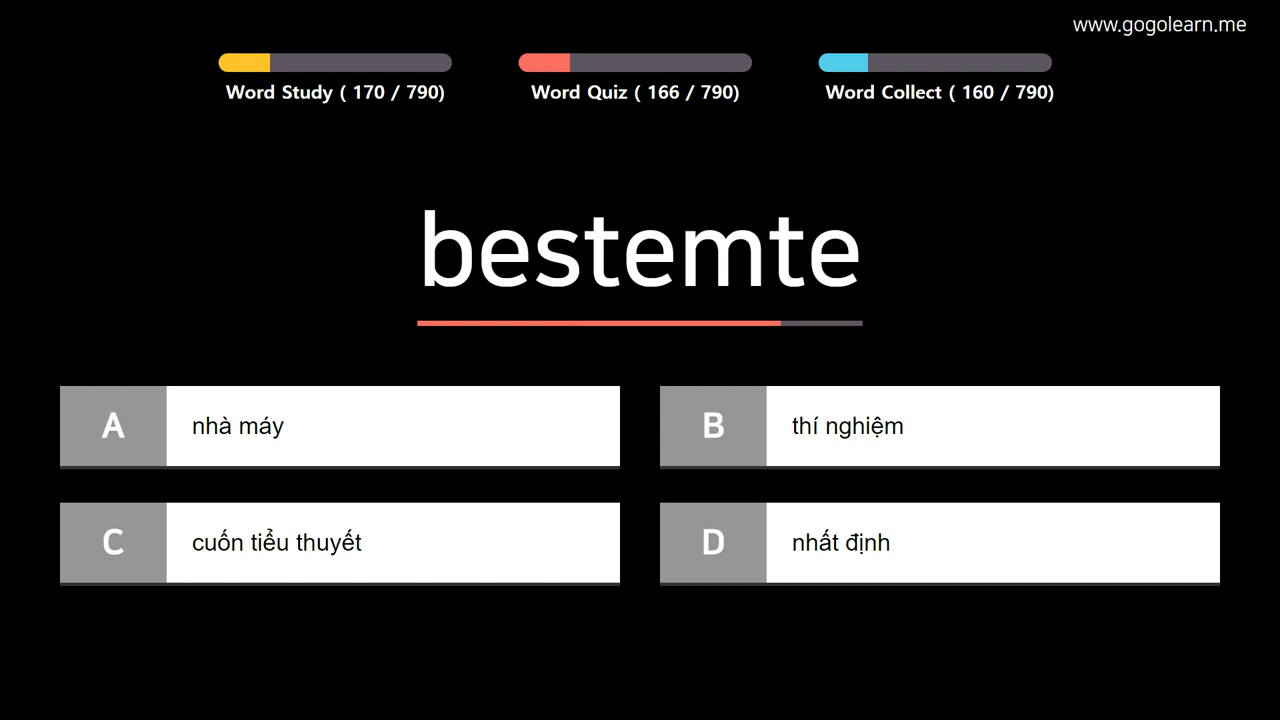 www.gogolearn.me
Word Study ( 170 / 790)
Word Quiz ( 166 / 790)
Word Collect ( 160 / 790)
bestemte
A
nhà máy
B
thí nghiệm
C
cuốn tiểu thuyết
D
nhất định